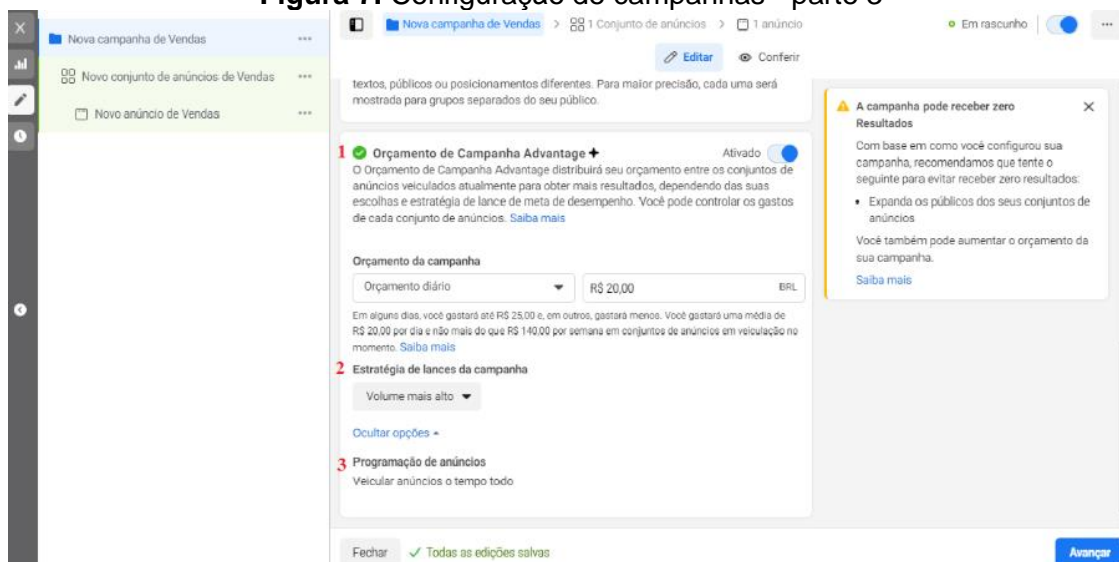 Figura 7: Configuração de campanhas - parte 3
Nova campanha de Vendas
Novo conjunto de anúncios de Vendas
Novo anúncio de Vendas
Nova campanha de Vendas > 1 Conjunto de anúncios > 1 anúncio
Em rascunho
Editar Conferir
textos, públicos ou posicionamentos diferentes. Para maior precisão, cada uma será
mostrada para grupos separados do seu público.
1 Orçamento de Campanha Advantage + Ativado
O Orçamento de Campanha Advantage distribuirá seu orçamento entre os conjuntos de
anúncios veiculados atualmente para obter mais resultados, dependendo das suas
escolhas e estratégia de lance de meta de desempenho. Você pode controlar os gastos
de cada conjunto de anúncios. Saiba mais
Orçamento da campanha
Orçamento diário R$ 20,00 BRL
Em alguns dias, você gastará até R$ 25,00 e, em outros, gastará menos. Você gastará uma média de
R$ 20,00 por dia e não mais do que R$ 140,00 por semana em conjuntos de anúncios em veiculação no
momento. Saiba mais
2 Estratégia de lances da campanha
Volume mais alto
Ocultar opções
3 Programação de anúncios
Veicular anúncios o tempo todo
Fechar Todas as edições salvas
Avançar
A campanha pode receber zero
Resultados
Com base em como você configurou sua
campanha, recomendamos que tente o
seguinte para evitar receber zero resultados:
• Expanda os públicos dos seus conjuntos de
anúncios
Você também pode aumentar o orçamento da
sua campanha.
Saiba mais